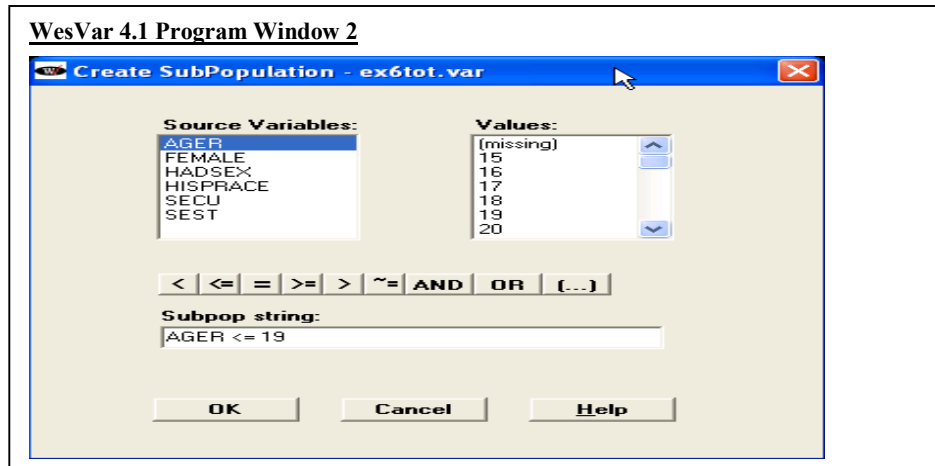 WesVar 4.1 Program Window 2
Create SubPopulation - ex6tot.var
Source Variables:
AGER
FEMALE
HADSEX
HISPRACE
SECU
SEST
Values:
(missing)
15
16
17
18
19
20
< <= = >= > ~= AND OR (...)
Subpop string:
AGER <= 19
OK Cancel Help